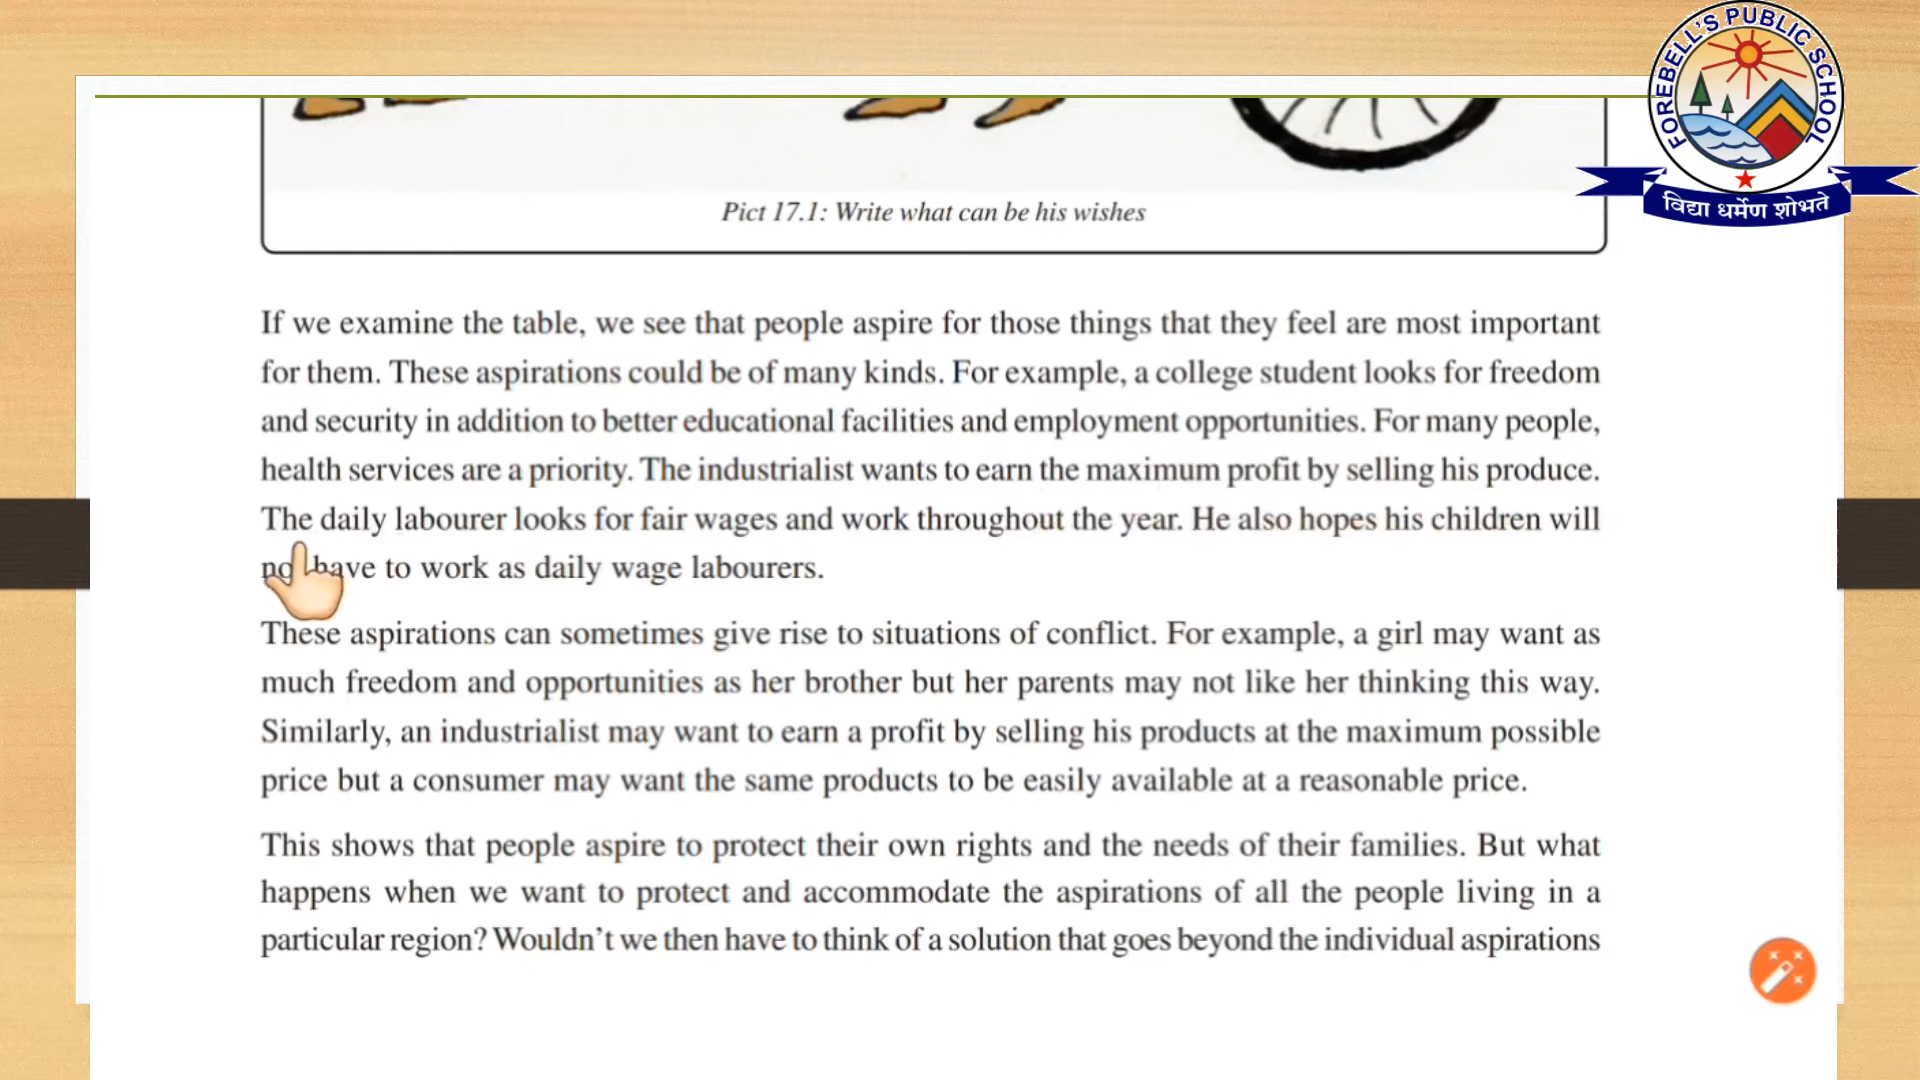 FOREBELL'S PUBLIC SCHOOL
विद्या धर्मेण शोभते
Pict 17.1: Write what can be his wishes
If we examine the table, we see that people aspire for those things that they feel are most important
for them. These aspirations could be of many kinds. For example, a college student looks for freedom
and security in addition to better educational facilities and employment opportunities. For many people,
health services are a priority. The industrialist wants to earn the maximum profit by selling his produce.
The daily labourer looks for fair wages and work throughout the year. He also hopes his children will
have to work as daily wage labourers.
These aspirations can sometimes give rise to situations of conflict. For example, a girl may want as
much freedom and opportunities as her brother but her parents may not like her thinking this way.
Similarly, an industrialist may want to earn a profit by selling his products at the maximum possible
price but a consumer may want the same products to be easily available at a reasonable price.
This shows that people aspire to protect their own rights and the needs of their families. But what
happens when we want to protect and accommodate the aspirations of all the people living in a
particular region? Wouldn't we then have to think of a solution that goes beyond the individual aspirations